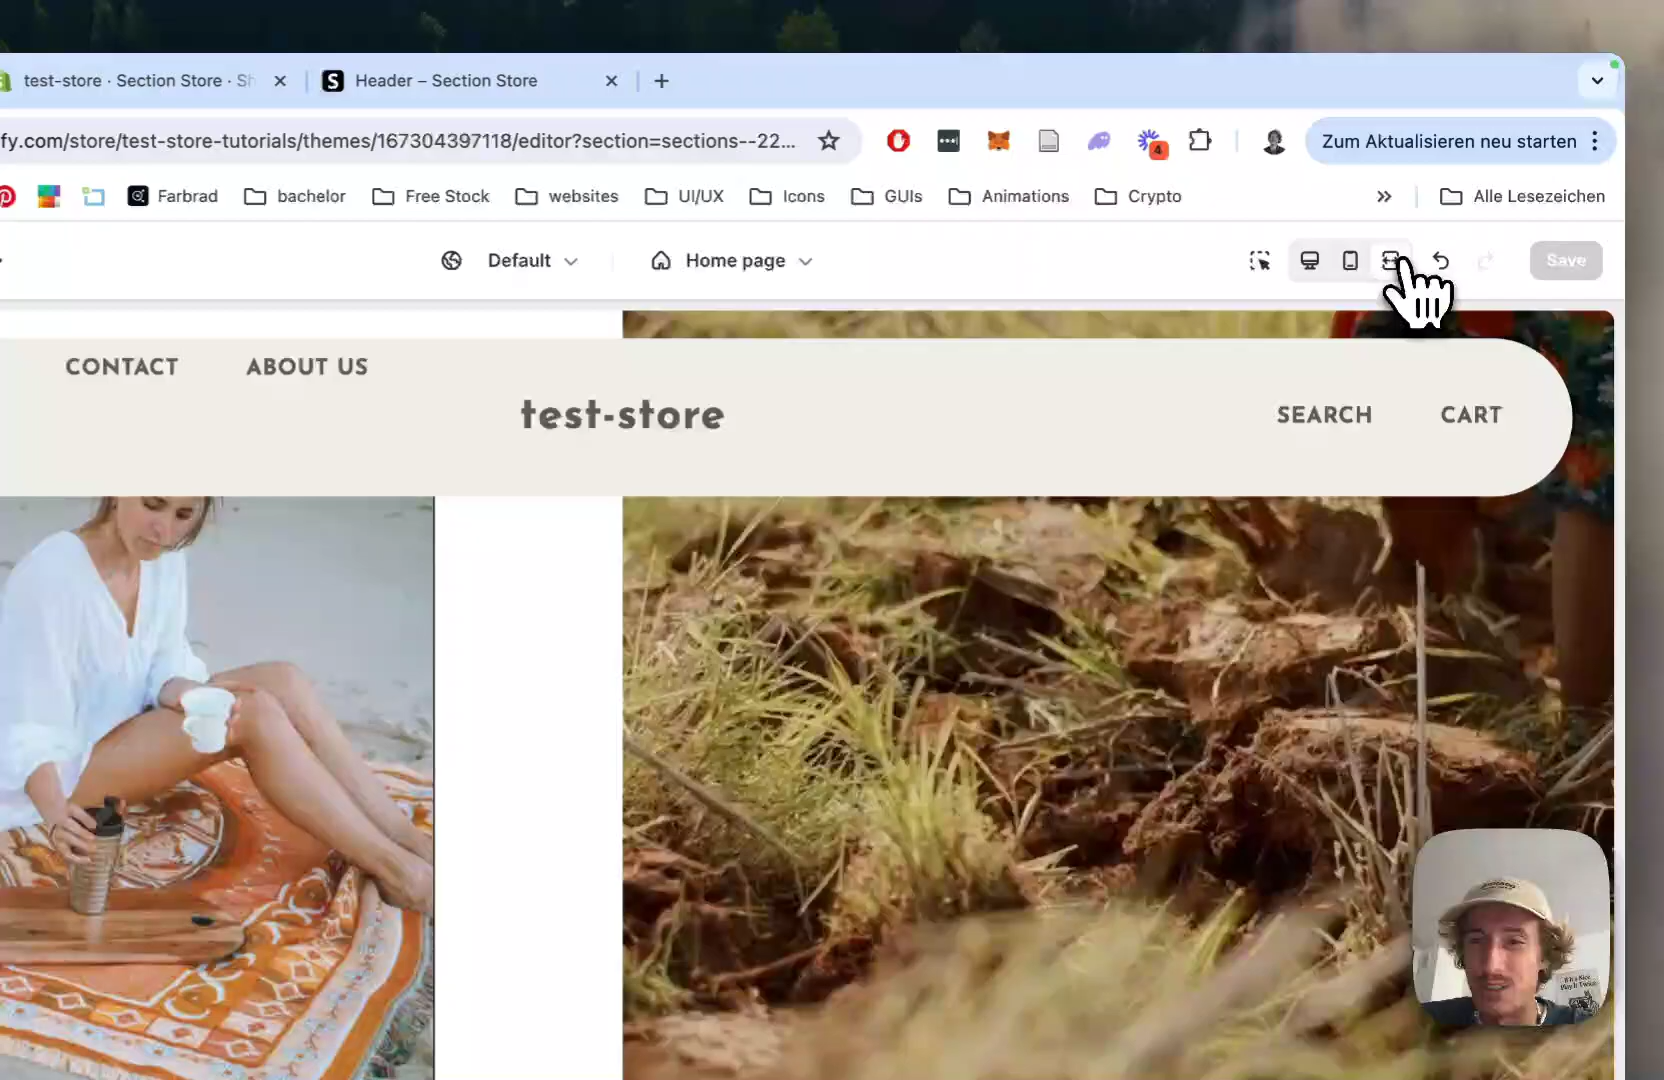 test-store · Section Store · Sh
Header – Section Store
fy.com/store/test-store-tutorials/themes/167304397118/editor?section=sections--22...
4
Zum Aktualisieren neu starten
Farbrad
bachelor
Free Stock
websites
UI/UX
Icons
GUIs
Animations
Crypto
Alle Lesezeichen
Default
Home page
Save
CONTACT
ABOUT US
test-store
SEARCH
CART